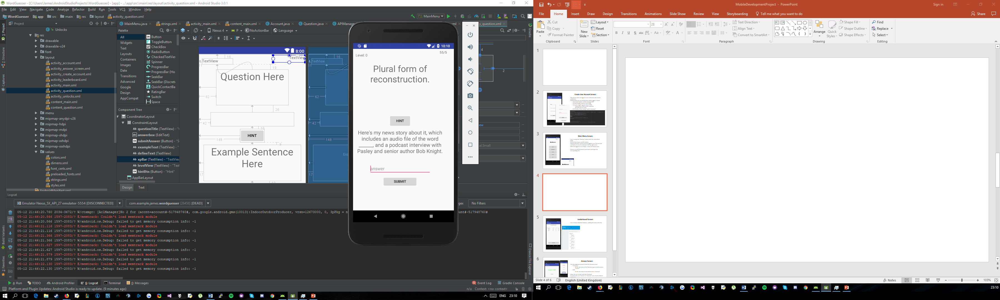 WordGuesser - [C:\Users\James\AndroidStudioProjects\WordGuesser] - [app] - ...\app\src\main\res\layout\activity_question.xml - Android Studio 3.0.1
File Edit View Navigate Code Analyze Refactor Build Run Tools VCS Window Help
WordGuesser app src main res layout activity_question.xml
MainMenu
Project
MainMenu.java strings.xml activity_main.xml content_main.xml Account.java Question.java
Unlocks
res
drawable
drawable-v24
font
layout
activity_account.xml
activity_answer_screen.xml
activity_create_account.xml
activity_leaderboard.xml
activity_main.xml
activity_question.xml
activity_unlocks.xml
content_main.xml
content_question.xml
menu
mipmap-anydpi-v26
mipmap-hdpi
mipmap-mdpi
mipmap-xhdpi
mipmap-xxhdpi
mipmap-xxxhdpi
values
colors.xml
dimens.xml
font_certs.xml
preloaded_fonts.xml
strings.xml
styles.xml
AndroidManifest.xml
1: Project
7: Structure
Captures
Build Variants
2: Favorites
Gradle
Device File Explorer
Palette
All
Widgets
Text
Layouts
Containers
Images
Date
Transitions
Advanced
Google
Design
AppCompat
Button
ToggleButton
CheckBox
RadioButton
CheckedTextVie
Spinner
ProgressBar
ProgressBar (Ho
SeekBar
SeekBar (Discret
QuickContactBa
RatingBar
Switch
Space
Component Tree
CoordinatorLayout
ConstraintLayout
questionTitle (TextView)
answerbox (EditText)
submitAnswer (Button) - "S
exampleText (TextView) - "
defineText (TextView)
xpBar (TextView) - "TextView
levelView (TextView) - "Text
hintBtn (Button) - "Hint"
AppBarLayout
Nexus 4 P NoActionBar Language
8:00
TextView
TextView
Question Here
HINT
Example Sentence
Here
16
19
62
26
42
148
Design Text
10:10
Level: 0
55/5
Plural form of
reconstruction.
HINT
Here's my news story about it, which
includes an audio file of the word
______, and a podcast interview with
Pasley and senior author Bob Knight.
answer
SUBMIT
Logcat
Emulator Nexus_5X_API_27 emulator-5554 [DISCONNECTED]
com.example.james.wordguesser (26458) [DEAD]
No Filters
05-12 21:46:20.760 2034-3672/? W/ctxmgr: [AclManager]No 2 for (accnt=account#-517948760#, com.google.android.gms(10013):IndoorOutdoorProducer, vrsn=12673000, 0, 3pPkg = n
05-12 21:46:20.866 1597-2083/? E/memtrack: Couldn't load memtrack module
05-12 21:46:20.866 1597-2083/? W/android.os.Debug: failed to get memory consumption info: -1
05-12 21:46:21.116 1597-2083/? E/memtrack: Couldn't load memtrack module
05-12 21:46:21.116 1597-2083/? W/android.os.Debug: failed to get memory consumption info: -1
05-12 21:46:21.366 1597-2083/? E/memtrack: Couldn't load memtrack module
05-12 21:46:21.366 1597-2083/? W/android.os.Debug: failed to get memory consumption info: -1
05-12 21:46:21.627 1597-2083/? E/memtrack: Couldn't load memtrack module
05-12 21:46:21.627 1597-2083/? W/android.os.Debug: failed to get memory consumption info: -1
05-12 21:46:21.879 1597-2083/? E/memtrack: Couldn't load memtrack module
05-12 21:46:21.879 1597-2083/? W/android.os.Debug: failed to get memory consumption info: -1
05-12 21:46:22.130 1597-2083/? E/memtrack: Couldn't load memtrack module
05-12 21:46:22.130 1597-2083/? W/android.os.Debug: failed to get memory consumption info: -1
4: Run TODO Android Profiler 6: Logcat Terminal 0: Messages Event Log Gradle Console
Platform and Plugin Updates: Android Studio is ready to update. (9 minutes ago)
n/a Context: <no context>
ENG 23:10
MobileDevelopmentProject - PowerPoint
Sign in
File Home Insert Draw Design Transitions Animations Slide Show Review View Storyboarding Tell me what you want to do Share
Paste
Cut
Copy
Format Painter
Clipboard
New
Slide
Layout
Reset
Section
Slides
28
Font
Text Direction
Align Text
Convert to SmartArt
Paragraph
Arrange
Quick
Styles
Shape Fill
Shape Outline
Shape Effects
Drawing
Find
Replace
Select
Editing
1
2
Create User Account Screen:
3
Main Menu Screen:
4
5
Leaderboard Screen:
6
Answer Screen:
Slide 4 of 6 English (United Kingdom) Notes 103%
23:10